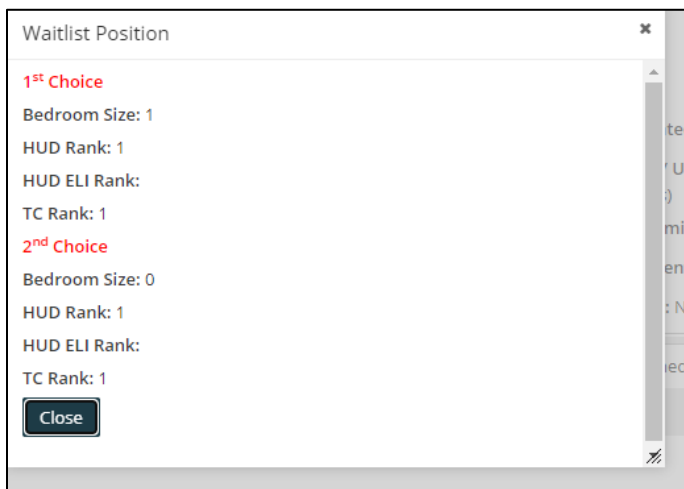 Waitlist Position
1st Choice
Bedroom Size: 1
HUD Rank: 1
HUD ELI Rank:
TC Rank: 1
2nd Choice
Bedroom Size: 0
HUD Rank: 1
HUD ELI Rank:
TC Rank: 1
Close